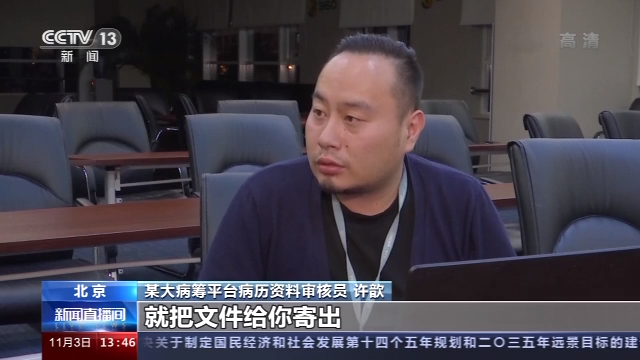 CCTV 13
新闻
高清
北京
某大病筹平台病历资料审核员 许歆
新闻直播间
就把文件给你寄出
11月3日 13:46
央关于制定国民经济和社会发展第十四个五年规划和二〇三五年远景目标的建